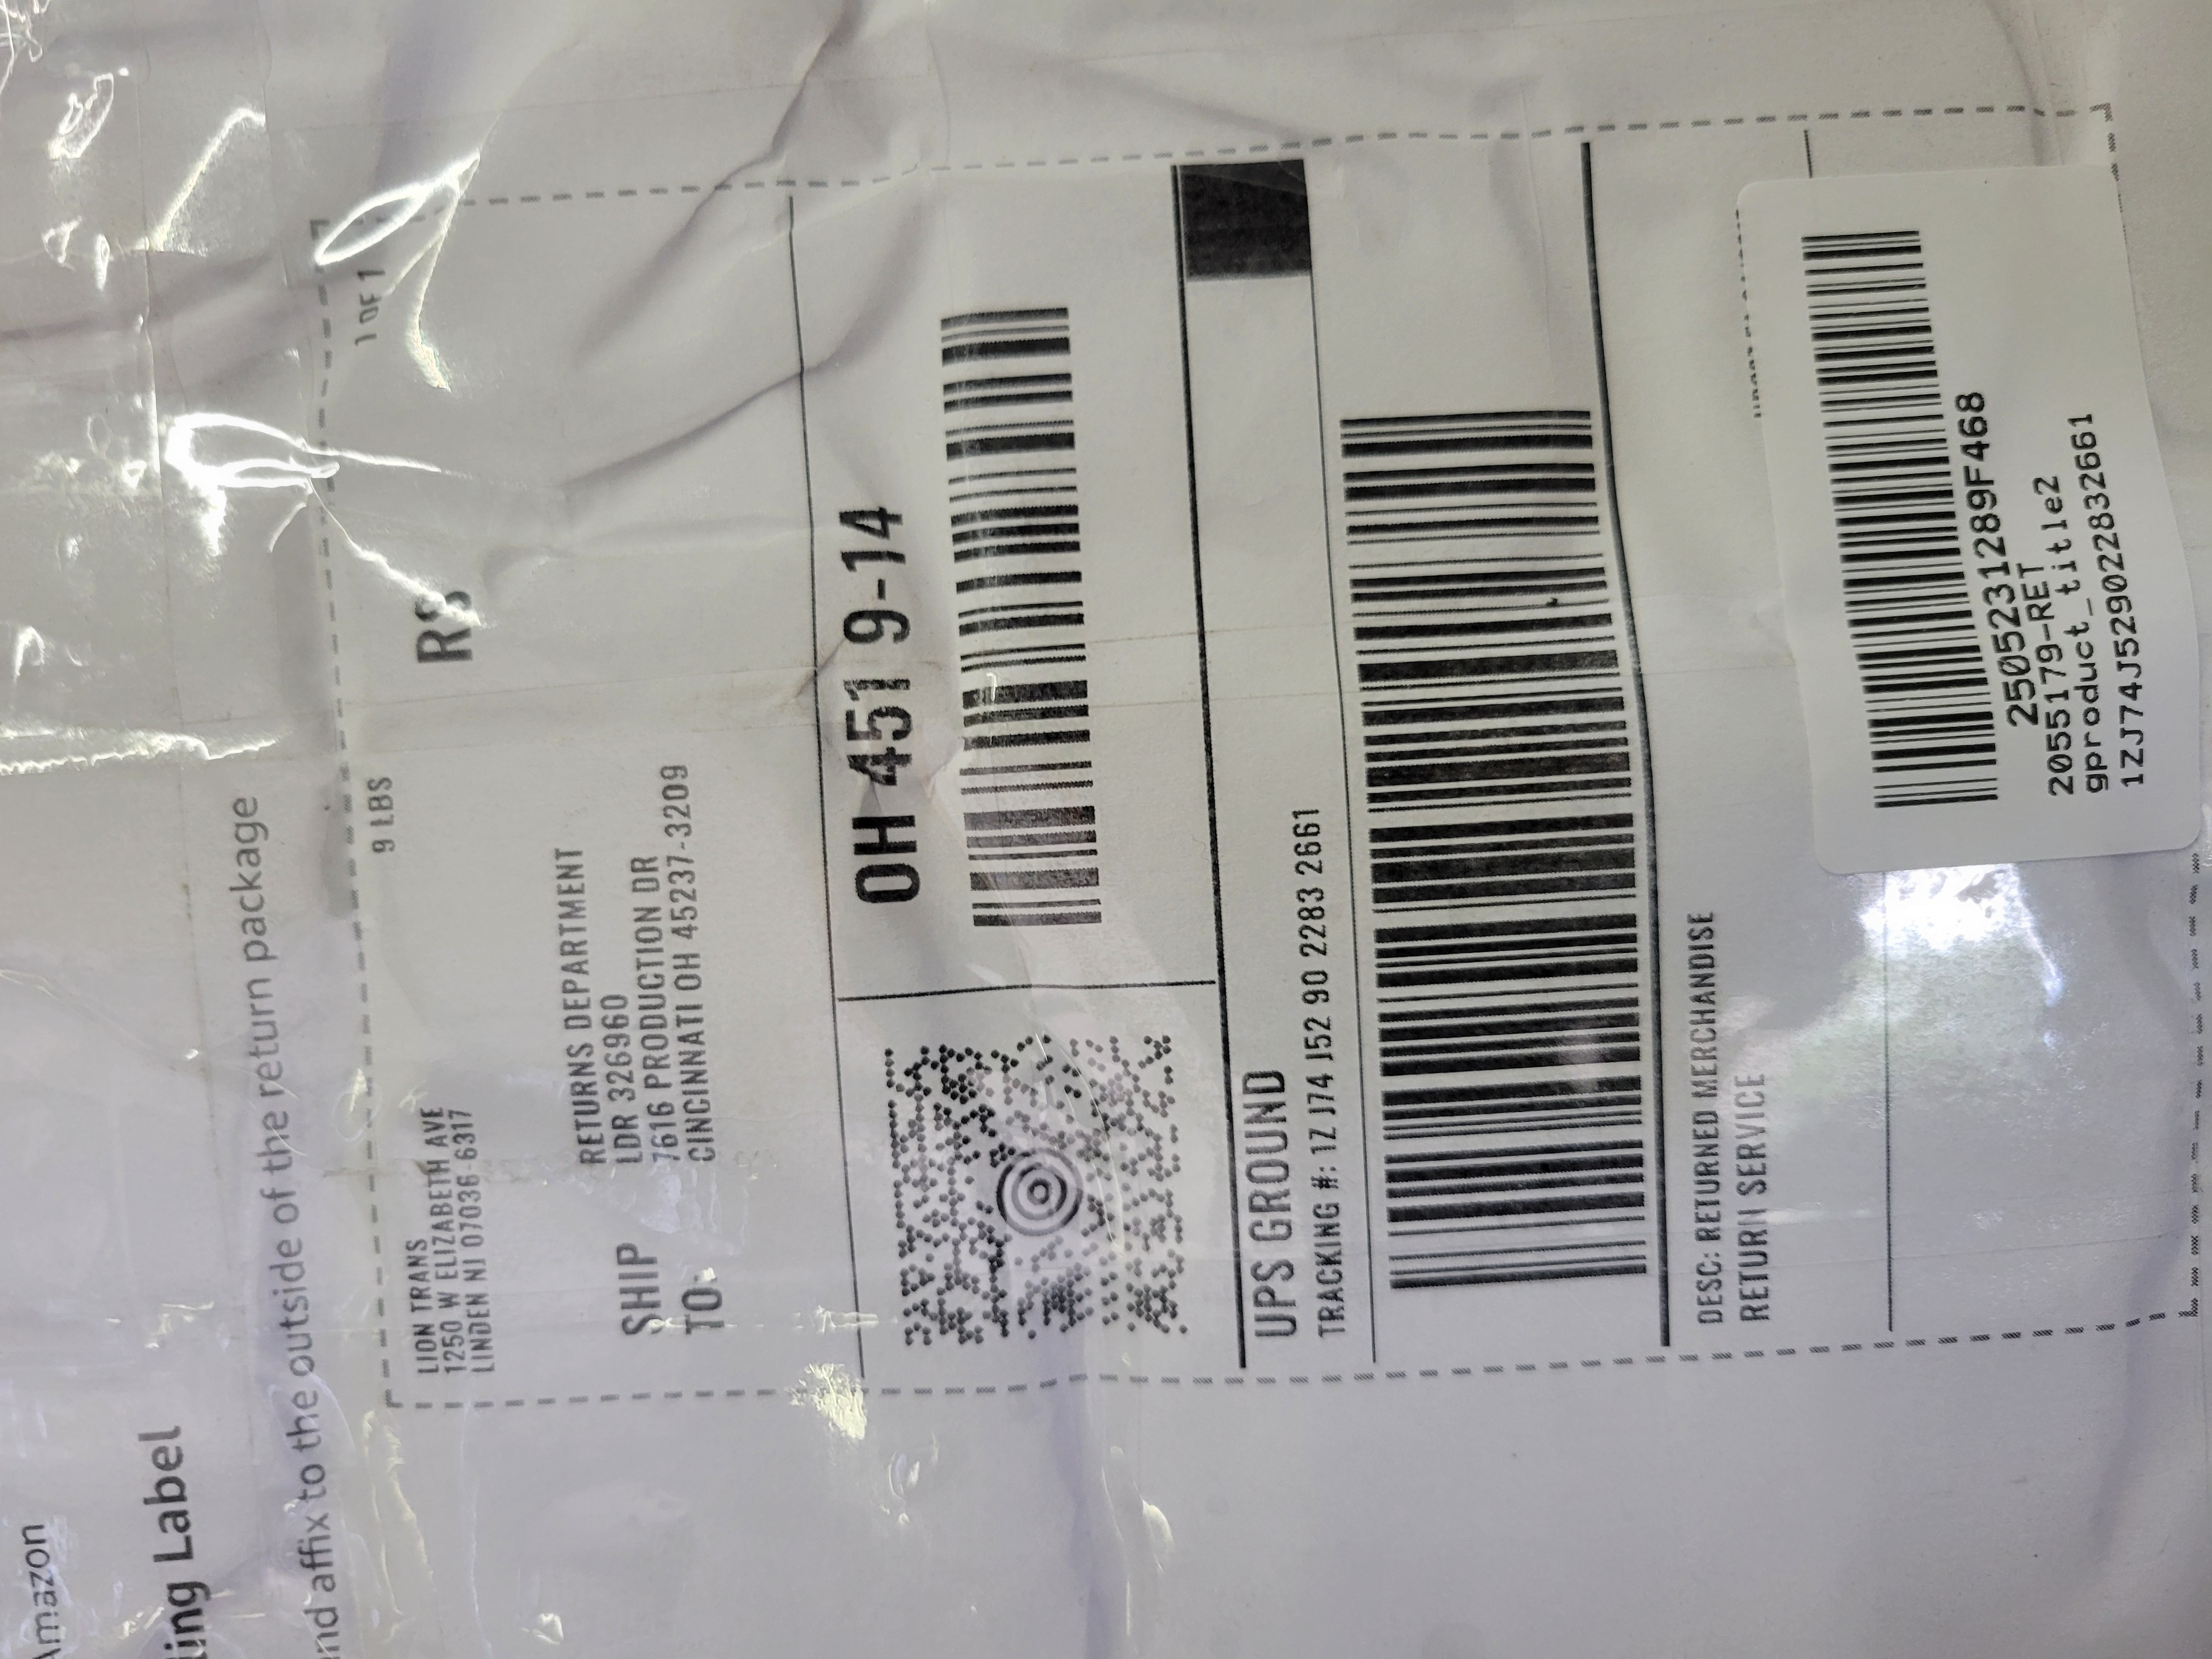 Amazon
ing Label
nd affix to the outside of the return package
LION TRANS
1250 W ELIZABETH AVE
LINDEN NJ 07036-6317
9 LBS
1 OF 1
RS
SHIP
TO:
RETURNS DEPARTMENT
LDR 326960
7616 PRODUCTION DR
CINCINNATI OH 45237-3209
OH 451 9-14
UPS GROUND
TRACKING #: 1Z J74 J52 90 2283 2661
DESC: RETURNED MERCHANDISE
RETURN SERVICE
2505231289F468
2055179-RET
gproduct_title2
1ZJ74J529022832661